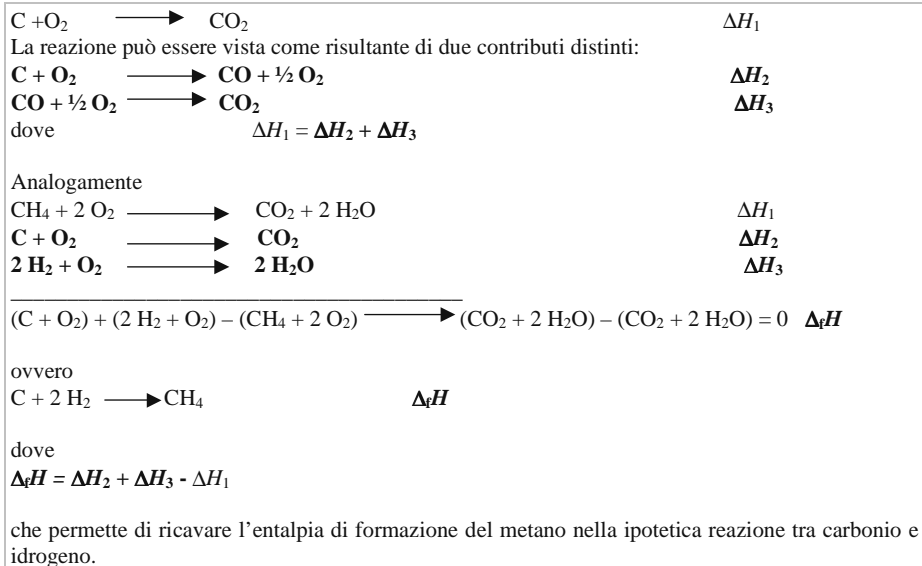 C +O₂ ⟶ CO₂ ΔH₁
La reazione può essere vista come risultante di due contributi distinti:
C + O₂ ⟶ CO + ½ O₂ ΔH₂
CO + ½ O₂ ⟶ CO₂ ΔH₃
dove ΔH₁ = ΔH₂ + ΔH₃
Analogamente
CH₄ + 2 O₂ ⟶ CO₂ + 2 H₂O ΔH₁
C + O₂ ⟶ CO₂ ΔH₂
2 H₂ + O₂ ⟶ 2 H₂O ΔH₃
(C + O₂) + (2 H₂ + O₂) – (CH₄ + 2 O₂) ⟶ (CO₂ + 2 H₂O) – (CO₂ + 2 H₂O) = 0 ΔfH
ovvero
C + 2 H₂ ⟶ CH₄ ΔfH
dove
ΔfH = ΔH₂ + ΔH₃ - ΔH₁
che permette di ricavare l'entalpia di formazione del metano nella ipotetica reazione tra carbonio e
idrogeno.